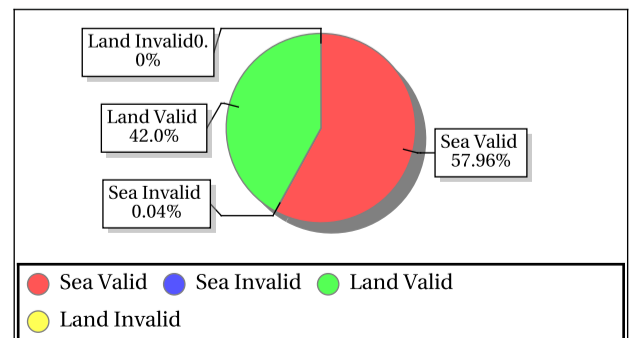 Land Invalid0.
0%
Land Valid
42.0%
Sea Valid
57.96%
Sea Invalid
0.04%
Sea Valid Sea Invalid Land Valid
Land Invalid